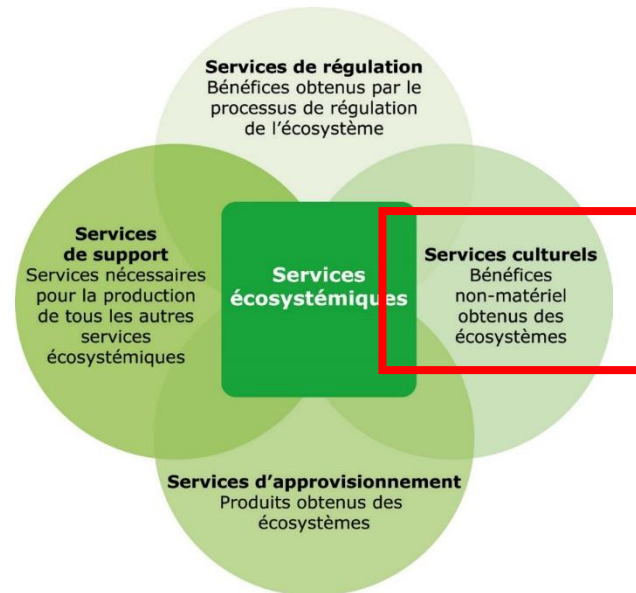 Services de régulation
Bénéfices obtenus par le
processus de régulation
de l'écosystème
Services
de support
Services nécessaires
pour la production
de tous les autres
services
écosystémiques
Services
écosystémiques
Services culturels
Bénéfices
non-matériel
obtenus des
écosystèmes
Services d'approvisionnement
Produits obtenus des
écosystèmes